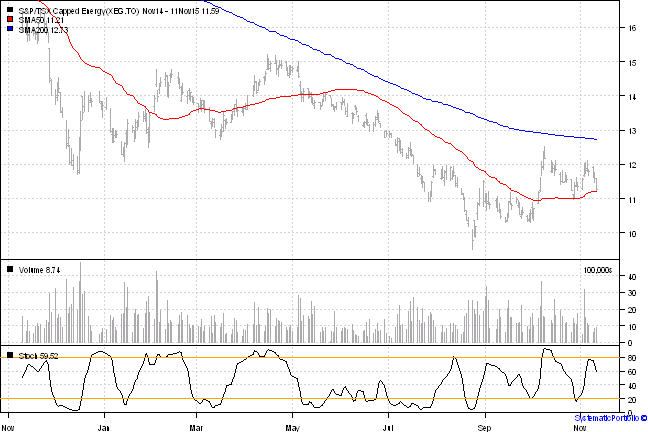 S&P/TSX Capped Energy(XEG.TO) Nov14 - 11Nov15 11.59
SMA50 11.21
SMA200 12.73
16
15
14
13
12
11
10
Volume 8.74
100,000s
40
30
20
10
0
Stoch 59.52
80
60
40
20
0
Nov
Jan
Mar
May
Jul
Sep
Nov
SystematicPortfolio ©